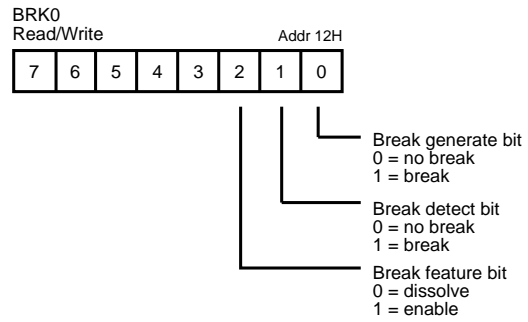 BRK0
Read/Write Addr 12H
7 6 5 4 3 2 1 0
Break generate bit
0 = no break
1 = break
Break detect bit
0 = no break
1 = break
Break feature bit
0 = dissolve
1 = enable